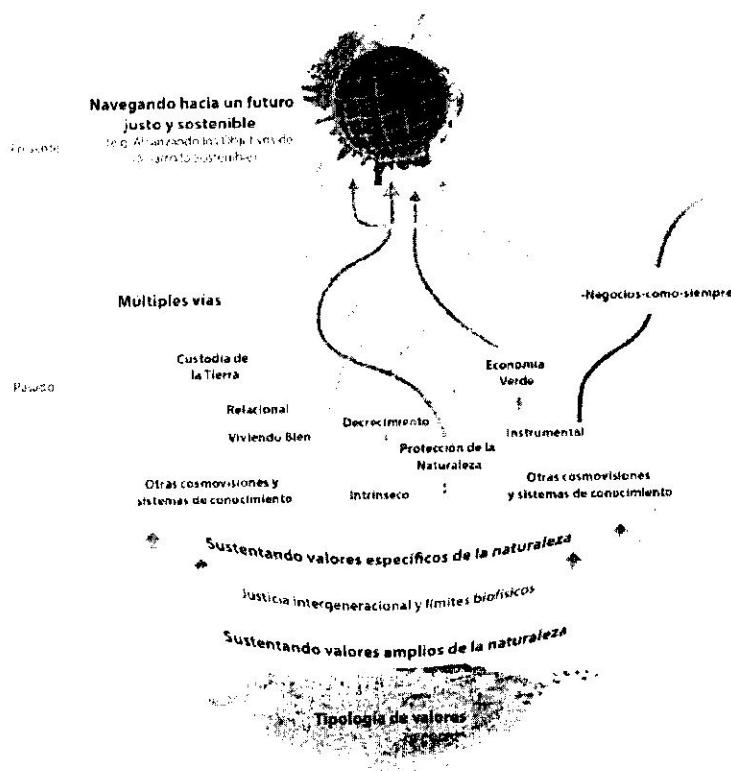 Navegando hacia un futuro
justo y sostenible
Múltiples vías
-Negocios-como-siempre
Custodia de
la Tierra
Economía
Verde
Pasado
Relacional
Decrecimiento
Instrumental
Viviendo Bien
Protección de la
Naturaleza
Otras cosmovisiones y
sistemas de conocimiento
Intrínseco
Otras cosmovisiones
y sistemas de conocimiento
Sustentando valores específicos de la naturaleza
Justicia intergeneracional y límites biofísicos
Sustentando valores amplios de la naturaleza
Tipología de valores